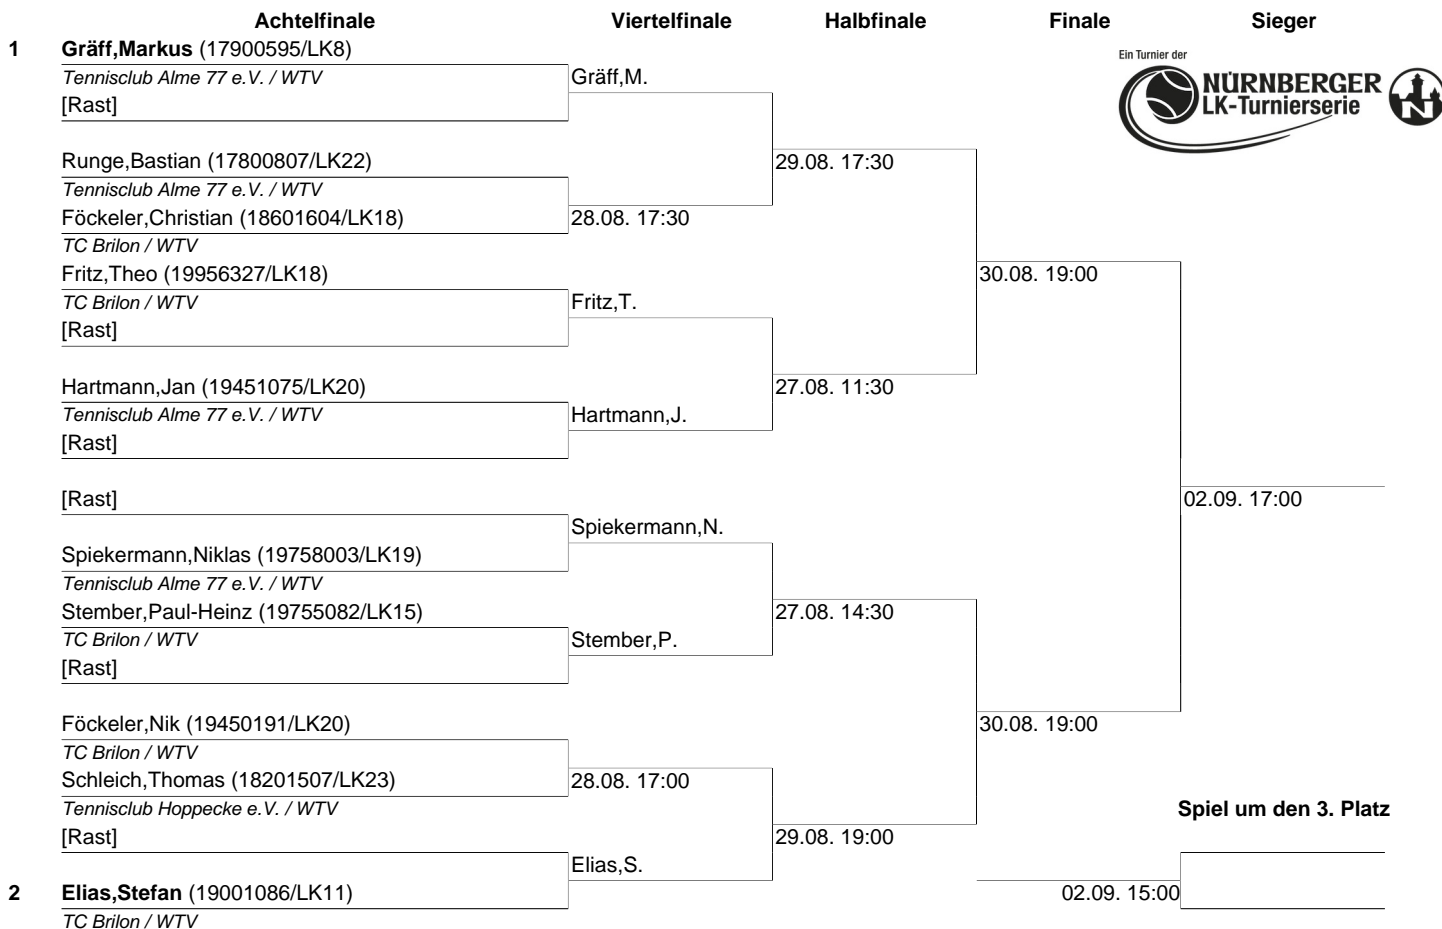 Achtelfinale Viertelfinale Halbfinale Finale Sieger
1 Gräff,Markus (17900595/LK8)
Ein Turnier der
Tennisclub Alme 77 e.V. / WTV Gräff,M.
NÜRNBERGER
[Rast]
LK-Turnierserie
N
Runge,Bastian (17800807/LK22) 29.08. 17:30
Tennisclub Alme 77 e.V. / WTV
Föckeler,Christian (18601604/LK18) 28.08. 17:30
TC Brilon / WTV
Fritz,Theo (19956327/LK18) 30.08. 19:00
TC Brilon / WTV Fritz,T.
[Rast]
Hartmann,Jan (19451075/LK20) 27.08. 11:30
Tennisclub Alme 77 e.V. / WTV Hartmann,J.
[Rast]
[Rast] 02.09. 17:00
Spiekermann,N.
Spiekermann,Niklas (19758003/LK19)
Tennisclub Alme 77 e.V. / WTV
Stember,Paul-Heinz (19755082/LK15) 27.08. 14:30
TC Brilon / WTV Stember,P.
[Rast]
Föckeler,Nik (19450191/LK20) 30.08. 19:00
TC Brilon / WTV
Schleich,Thomas (18201507/LK23) 28.08. 17:00
Tennisclub Hoppecke e.V. / WTV Spiel um den 3. Platz
[Rast] 29.08. 19:00
Elias,S.
2 Elias,Stefan (19001086/LK11) 02.09. 15:00
TC Brilon / WTV